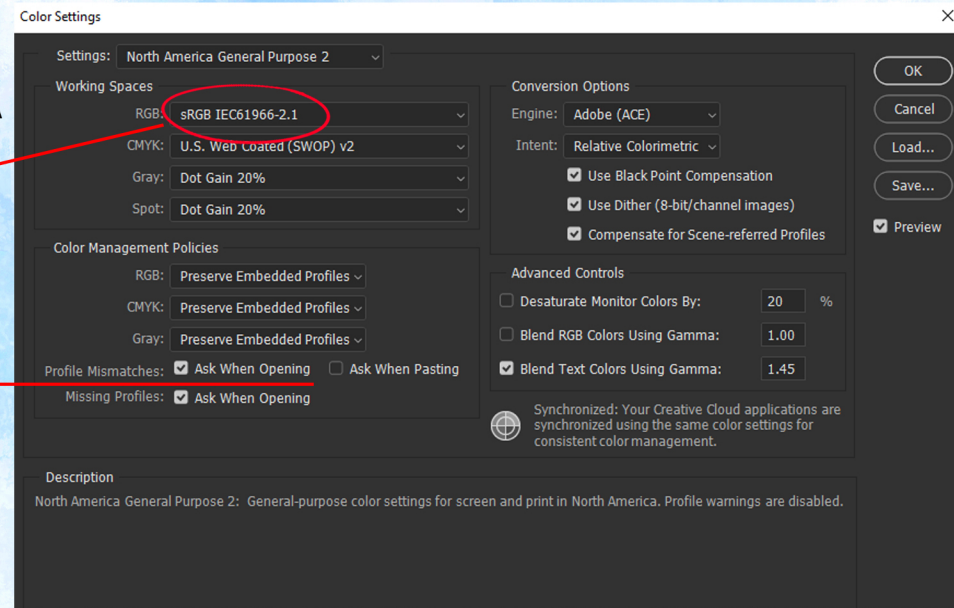 Color Settings
Settings: North America General Purpose 2
Working Spaces
RGB: sRGB IEC61966-2.1
CMYK: U.S. Web Coated (SWOP) v2
Gray: Dot Gain 20%
Spot: Dot Gain 20%
Color Management Policies
RGB: Preserve Embedded Profiles
CMYK: Preserve Embedded Profiles
Gray: Preserve Embedded Profiles
Profile Mismatches: Ask When Opening Ask When Pasting
Missing Profiles: Ask When Opening
Conversion Options
Engine: Adobe (ACE)
Intent: Relative Colorimetric
Use Black Point Compensation
Use Dither (8-bit/channel images)
Compensate for Scene-referred Profiles
Advanced Controls
Desaturate Monitor Colors By: 20 %
Blend RGB Colors Using Gamma: 1.00
Blend Text Colors Using Gamma: 1.45
Synchronized: Your Creative Cloud applications are
synchronized using the same color settings for
consistent color management.
OK
Cancel
Load...
Save...
Preview
Description
North America General Purpose 2: General-purpose color settings for screen and print in North America. Profile warnings are disabled.